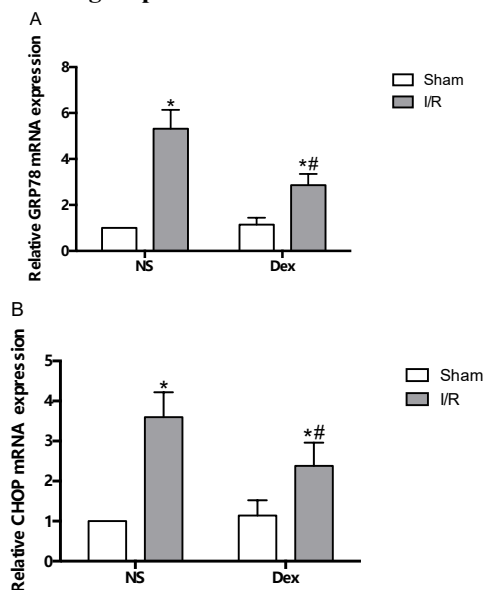 A
Relative GRP78 mRNA expression
8
6
4
2
0
*
*#
NS
Dex
Sham
I/R
B
Relative CHOP mRNA expression
5
4
3
2
1
0
*
*#
NS
Dex
Sham
I/R